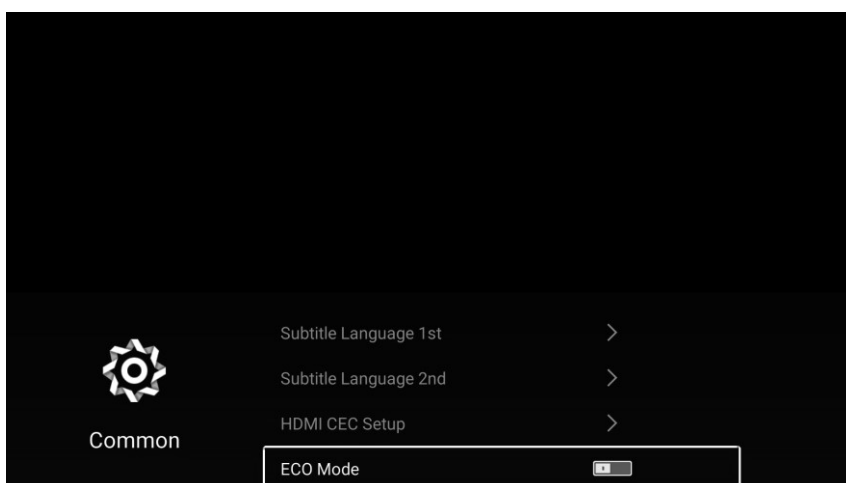 Subtitle Language 1st
Subtitle Language 2nd
HDMI CEC Setup
Common
ECO Mode